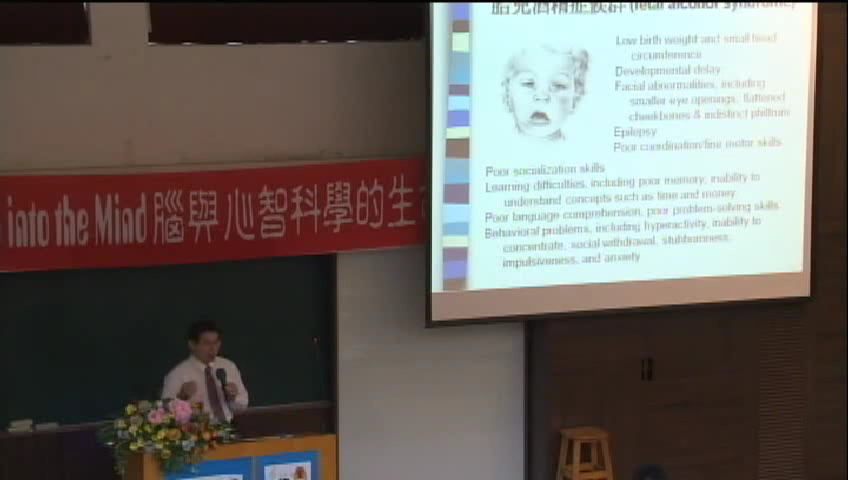 胎兒酒精症候群 (fetal alcohol syndrome)
Low birth weight and small head
circumference
Developmental delay
Facial abnormalities, including
smaller eye openings, flattened
cheekbones & indistinct philtrum
Epilepsy
Poor coordination/fine motor skills
Poor socialization skills
Learning difficulties, including poor memory, inability to
understand concepts such as time and money
Poor language comprehension, poor problem-solving skills
Behavioral problems, including hyperactivity, inability to
concentrate, social withdrawal, stubbornness,
impulsiveness, and anxiety
into the Mind 腦與心智科學的生